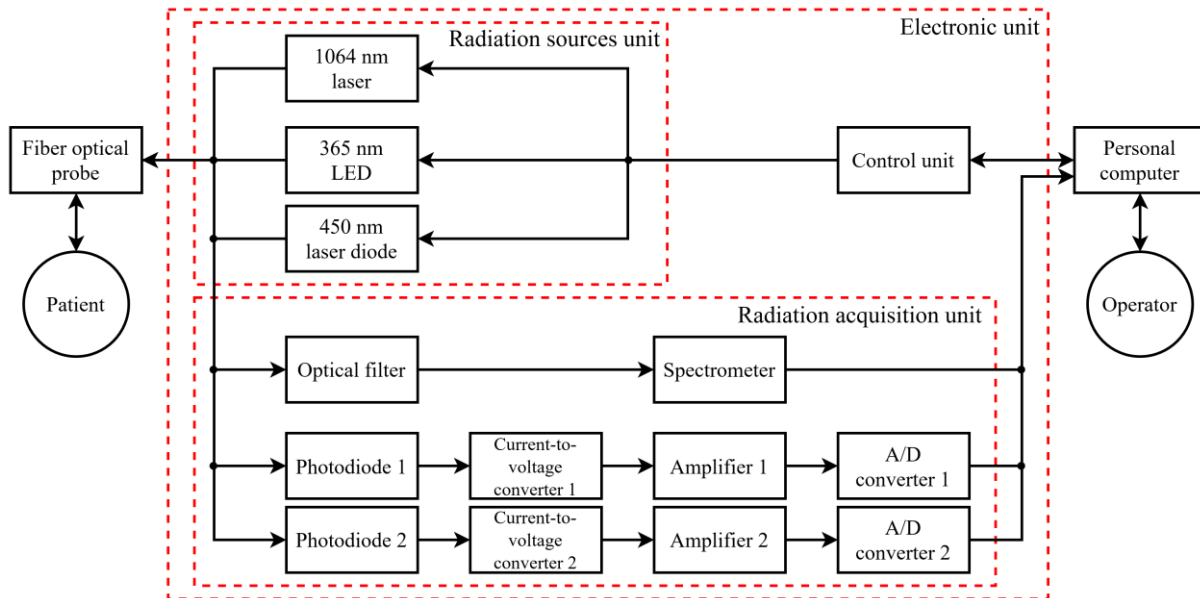 Electronic unit
Radiation sources unit
1064 nm
laser
Fiber optical
probe
365 nm
LED
Control unit
Personal
computer
450 nm
laser diode
Patient
Operator
Radiation acquisition unit
Optical filter
Spectrometer
Photodiode 1
Current-to-
voltage
converter 1
Amplifier 1
A/D
converter 1
Photodiode 2
Current-to-
voltage
converter 2
Amplifier 2
A/D
converter 2